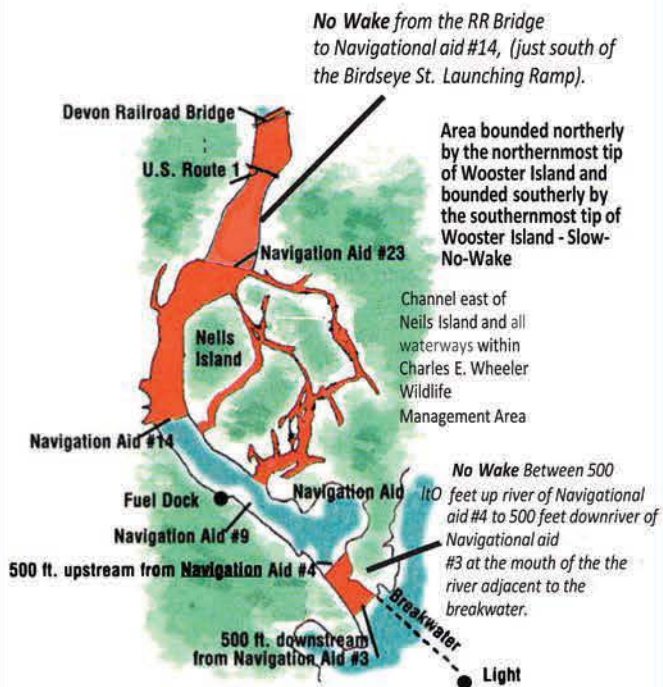 No Wake from the RR Bridge
to Navigational aid #14, (just south of
the Birdseye St. Launching Ramp).
Devon Railroad Bridge
U.S. Route 1
Area bounded northerly
by the northernmost tip
of Wooster Island and
bounded southerly by
the southernmost tip of
Wooster Island - Slow-
No-Wake
Navigation Aid #23
Nells
Island
Channel east of
Neils Island and all
waterways within
Charles E. Wheeler
Wildlife
Management Area
Navigation Aid #14
Fuel Dock
Navigation Aid #9
Navigation Aid
500 ft. upstream from Navigation Aid #4
No Wake Between 500
ltO feet up river of Navigational
aid #4 to 500 feet downriver of
Navigational aid
#3 at the mouth of the the
river adjacent to the
breakwater.
Breakwater
500 ft. downstream
from Navigation Aid #3
Light